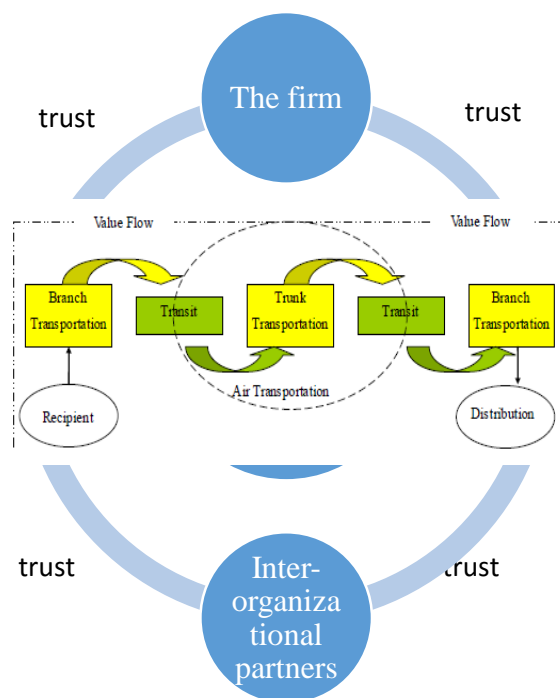 The firm
trust
trust
Value Flow
Value Flow
Branch
Transportation
Transit
Trunk
Transportation
Transit
Branch
Transportation
Air Transportation
Recipient
Distribution
trust
trust
Inter-
organiza
tional
partners